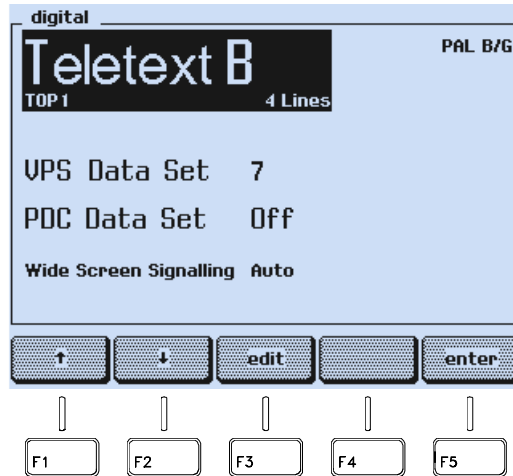 digital
Teletext B
PAL B/G
TOP1 4 Lines
VPS Data Set 7
PDC Data Set Off
Wide Screen Signalling Auto
↑ ↓ edit enter
F1 F2 F3 F4 F5